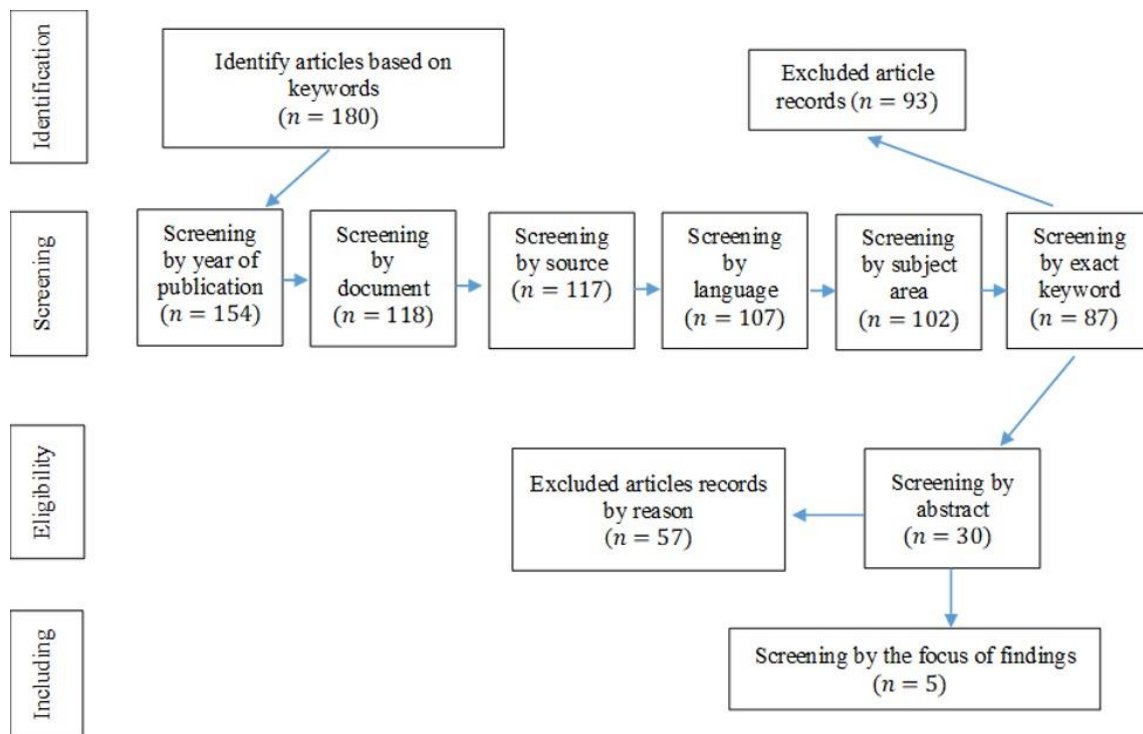 Identification
Identify articles based on
keywords
(n = 180)
Excluded article
records (n = 93)
Screening
Screening
by year of
publication
(n = 154)
Screening
by
document
(n = 118)
Screening
by source
(n = 117)
Screening
by
language
(n = 107)
Screening
by subject
area
(n = 102)
Screening
by exact
keyword
(n = 87)
Eligibility
Excluded articles records
by reason
(n = 57)
Screening by
abstract
(n = 30)
Including
Screening by the focus of findings
(n = 5)